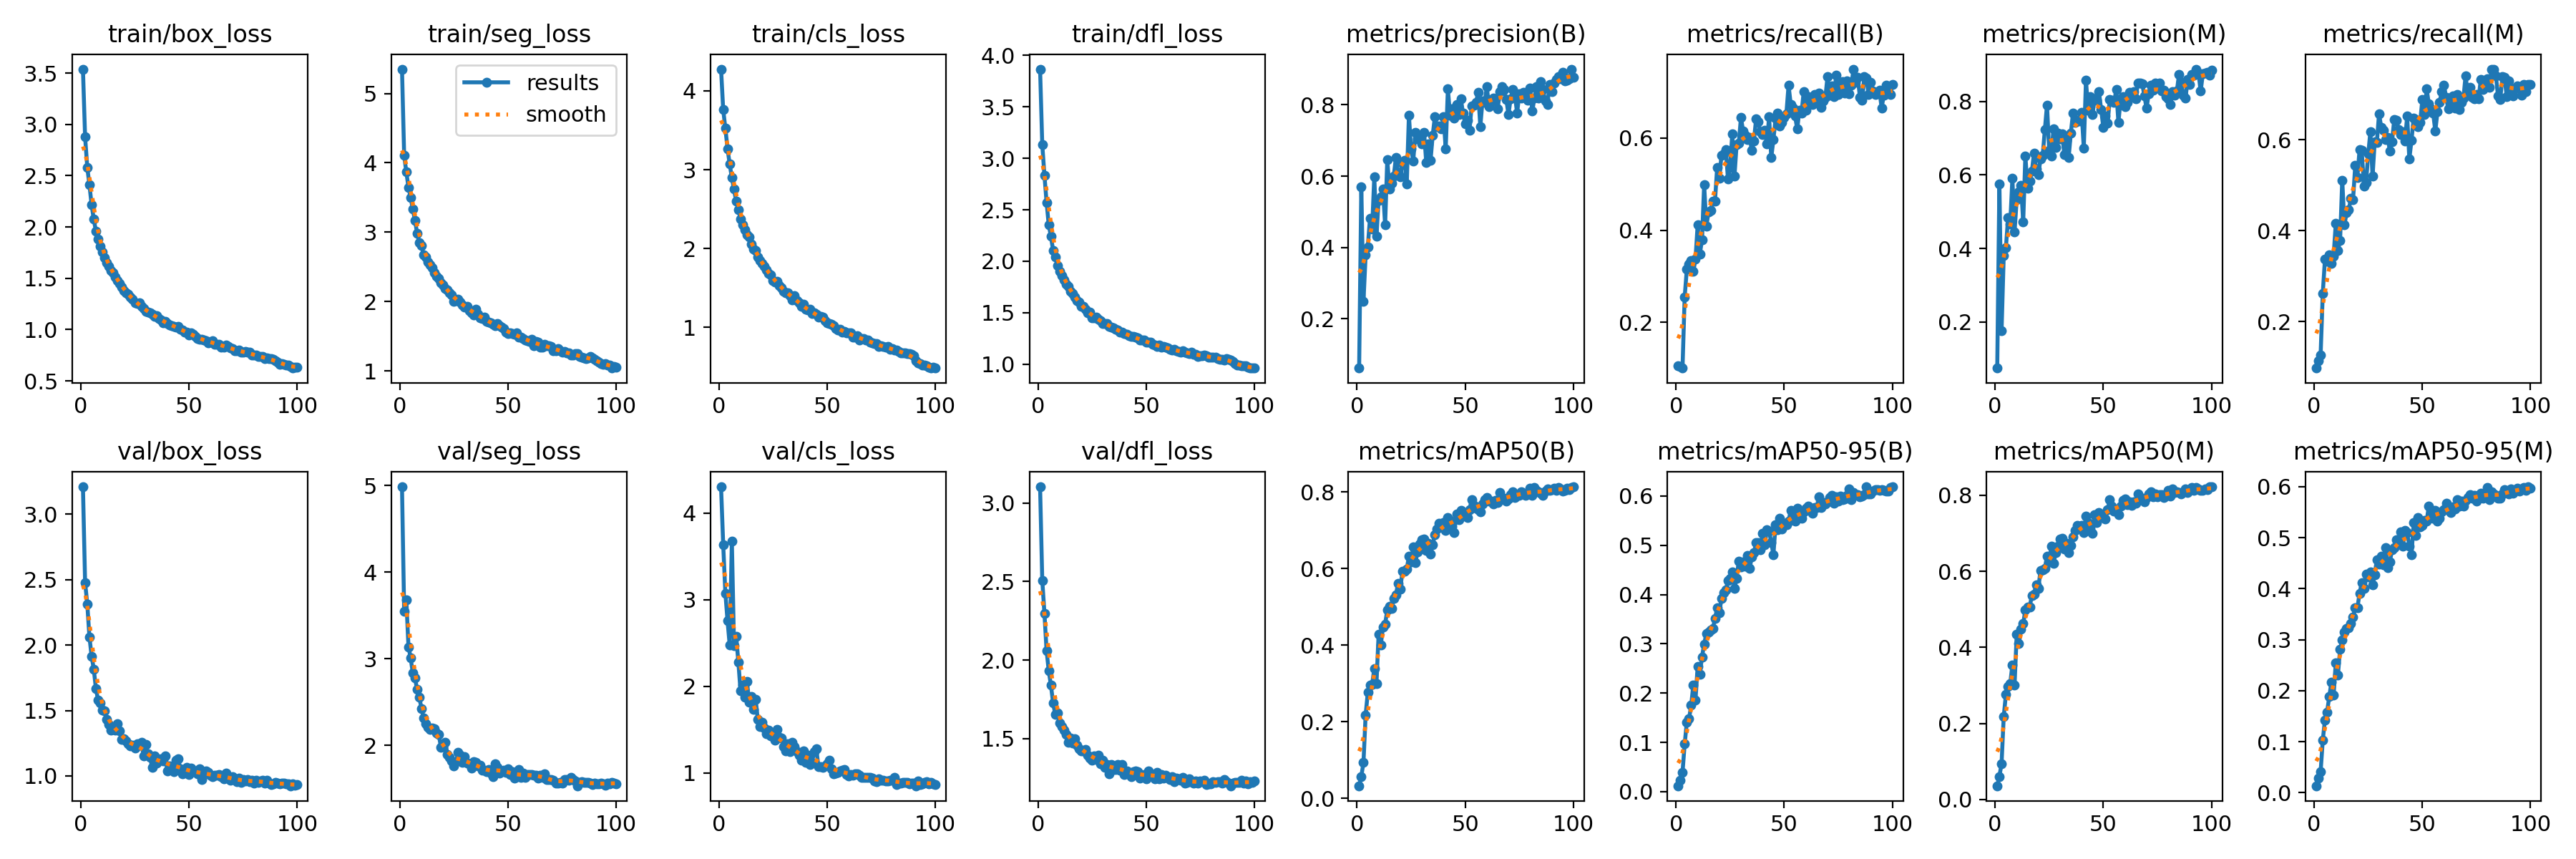 train/box_loss
train/seg_loss
train/cls_loss
train/dfl_loss
metrics/precision(B)
metrics/recall(B)
metrics/precision(M)
metrics/recall(M)
3.5
3.0
2.5
2.0
1.5
1.0
0.5
0 50 100
results
smooth
5
4
3
2
1
0 50 100
4
3
2
1
0 50 100
4.0
3.5
3.0
2.5
2.0
1.5
1.0
0 50 100
0.8
0.6
0.4
0.2
0 50 100
0.6
0.4
0.2
0 50 100
0.8
0.6
0.4
0.2
0 50 100
0.6
0.4
0.2
0 50 100
val/box_loss
val/seg_loss
val/cls_loss
val/dfl_loss
metrics/mAP50(B)
metrics/mAP50-95(B)
metrics/mAP50(M)
metrics/mAP50-95(M)
3.0
2.5
2.0
1.5
1.0
0 50 100
5
4
3
2
0 50 100
4
3
2
1
0 50 100
3.0
2.5
2.0
1.5
0 50 100
0.8
0.6
0.4
0.2
0.0
0 50 100
0.6
0.5
0.4
0.3
0.2
0.1
0.0
0 50 100
0.8
0.6
0.4
0.2
0.0
0 50 100
0.6
0.5
0.4
0.3
0.2
0.1
0.0
0 50 100